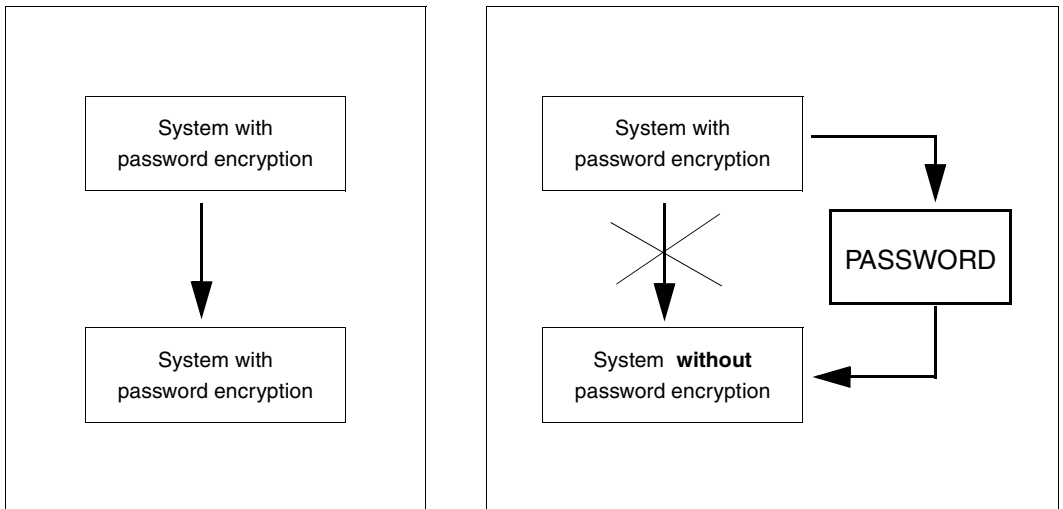 System with
password encryption
System with
password encryption
System with
password encryption
PASSWORD
System without
password encryption